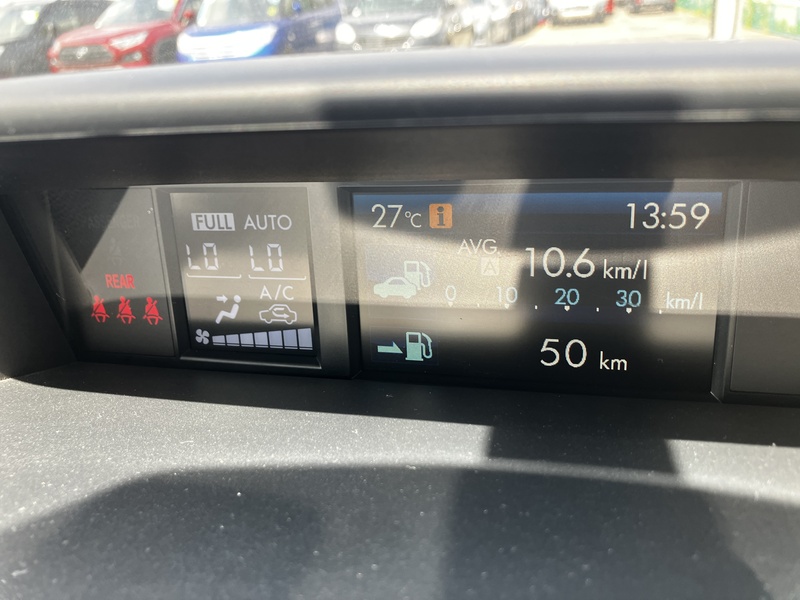 REAR
FULL AUTO
LO LO
A/C
27°C i 13:59
AVG. A 10.6 km/l
0 10 20 30 km/l
50 km